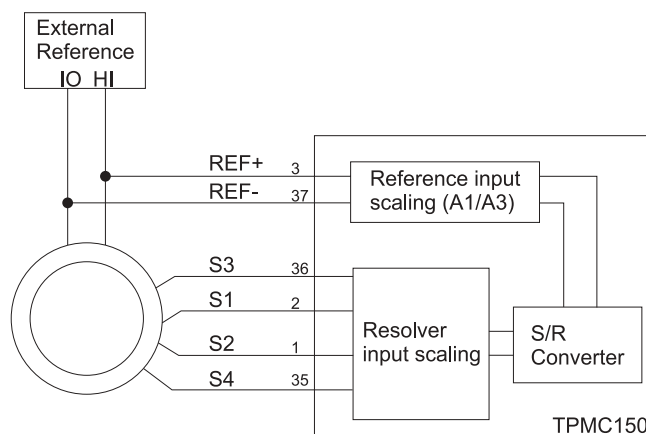 External
Reference
IO HI
REF+ 3
REF- 37
Reference input
scaling (A1/A3)
S3 36
S1 2
S2 1
S4 35
Resolver
input scaling
S/R
Converter
TPMC150